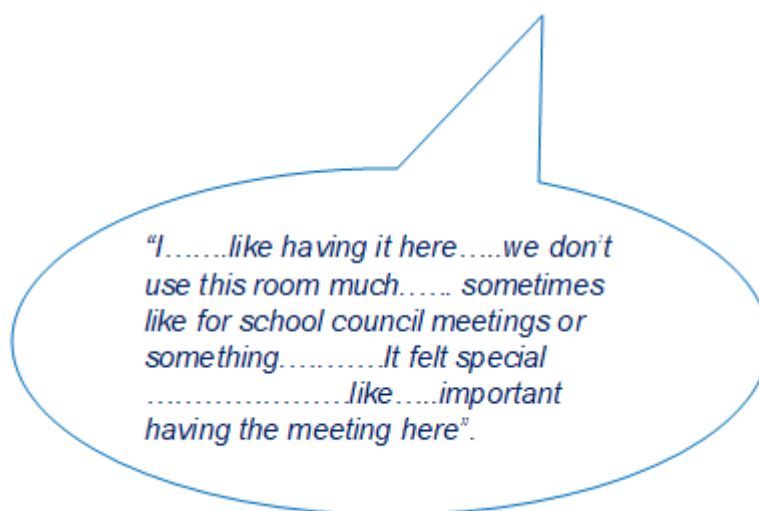 “I…….like having it here…..we don’t
use this room much…… sometimes
like for school council meetings or
something………..It felt special
………………….like…..important
having the meeting here”.